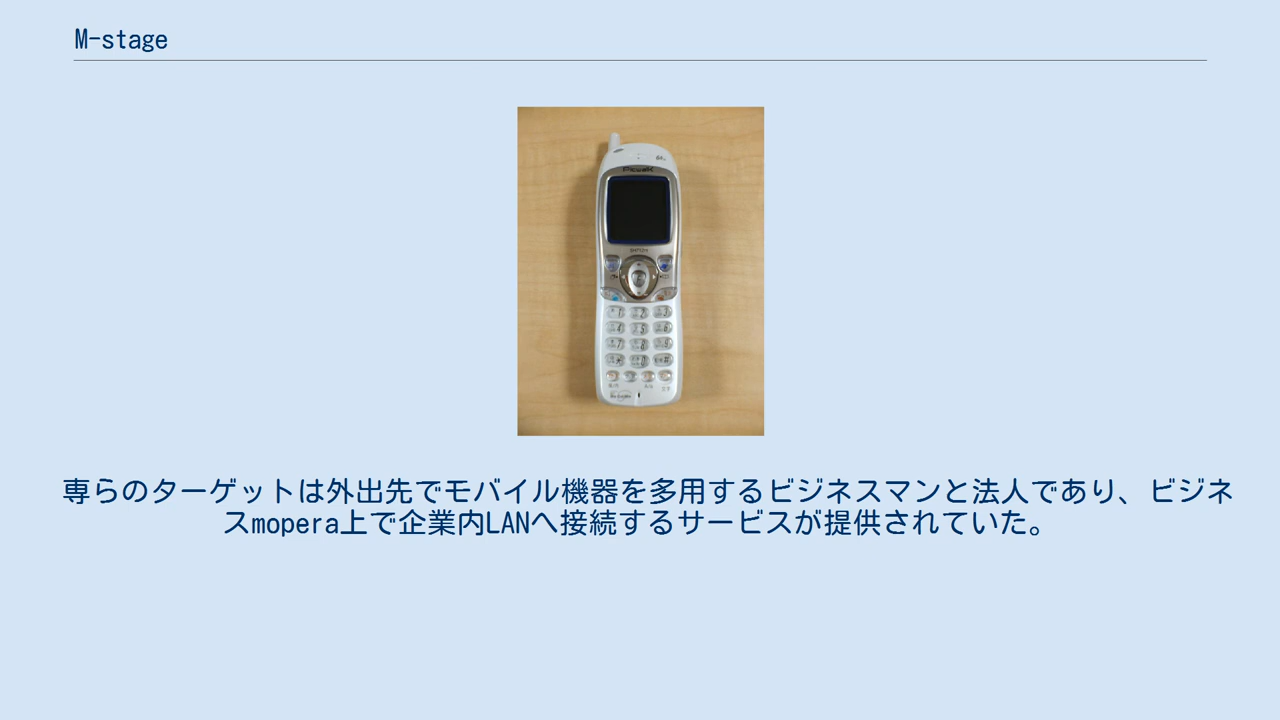 M-stage
専らのターゲットは外出先でモバイル機器を多用するビジネスマンと法人であり、ビジネ
スmopera上で企業内LANへ接続するサービスが提供されていた。